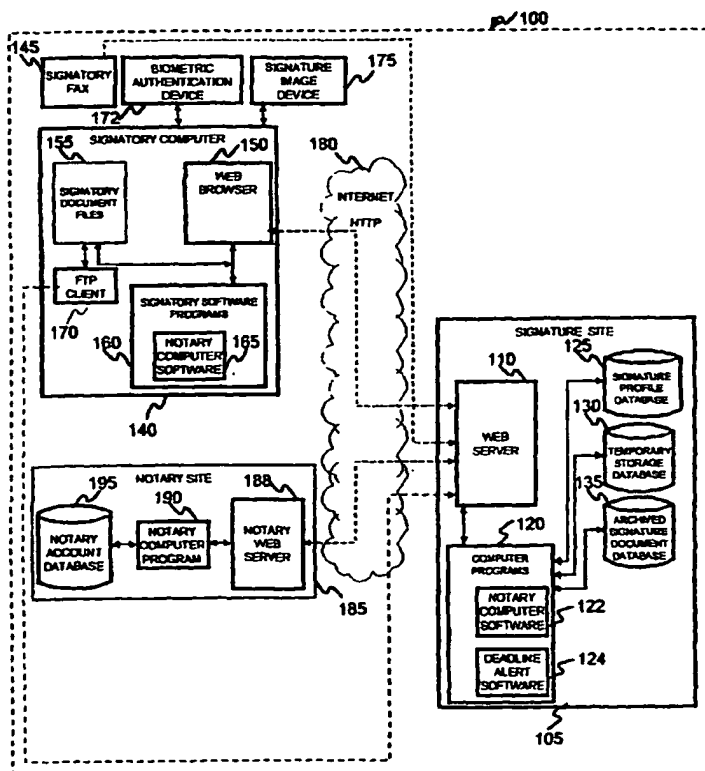 100
145
SIGNATORY
FAX
BIOMETRIC
AUTHENTICATION
DEVICE
172
SIGNATURE
IMAGE
DEVICE
175
SIGNATORY COMPUTER
155
SIGNATORY
DOCUMENT
FILES
150
WEB
BROWSER
180
INTERNET
HTTP
FTP
CLIENT
170
SIGNATORY SOFTWARE
PROGRAMS
160
NOTARY
COMPUTER
SOFTWARE
165
140
SIGNATURE SITE
110
WEB
SERVER
125
SIGNATURE
PROFILE
DATABASE
130
TEMPORARY
STORAGE
DATABASE
135
ARCHIVED
SIGNATURE
DOCUMENT
DATABASE
120
COMPUTER
PROGRAMS
NOTARY
COMPUTER
SOFTWARE
122
DEADLINE
ALERT
SOFTWARE
124
105
NOTARY SITE
195
NOTARY
ACCOUNT
DATABASE
190
NOTARY
COMPUTER
PROGRAM
188
NOTARY
WEB
SERVER
185